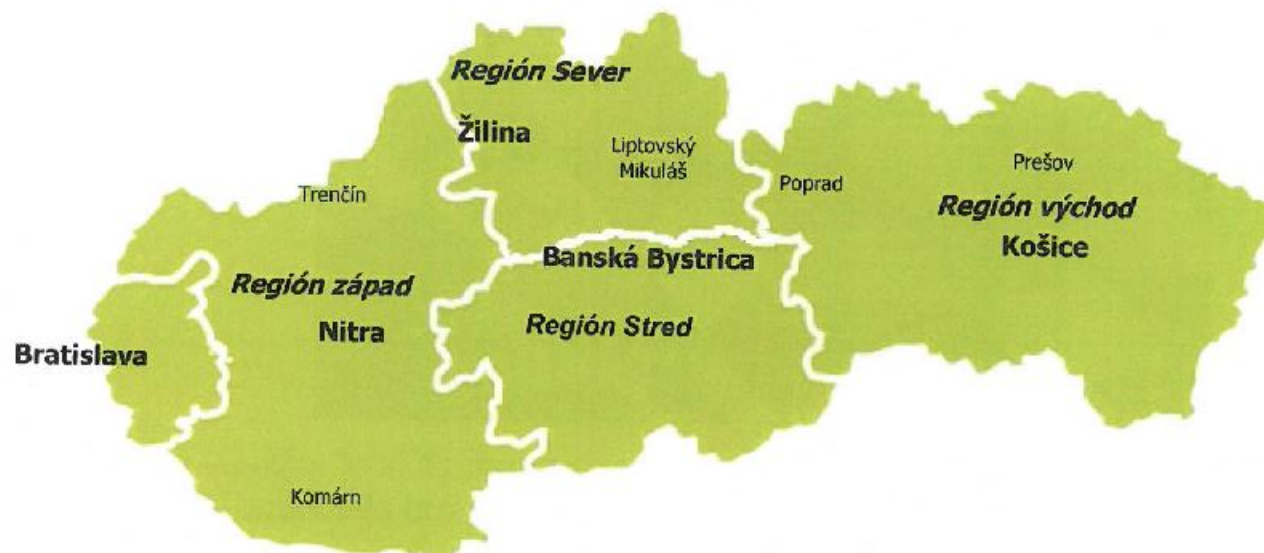 Región Sever
Žilina
Liptovský
Mikuláš
Poprad
Prešov
Región východ
Košice
Trenčín
Banská Bystrica
Región západ
Región Stred
Nitra
Bratislava
Komárn